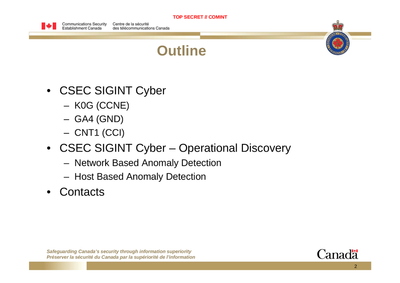 TOP SECRET // COMINT
Communications Security Centre de la sécurité
Establishment Canada des télécommunications Canada
Outline
• CSEC SIGINT Cyber
– K0G (CCNE)
– GA4 (GND)
– CNT1 (CCI)
• CSEC SIGINT Cyber – Operational Discovery
– Network Based Anomaly Detection
– Host Based Anomaly Detection
• Contacts
Safeguarding Canada's security through information superiority
Préserver la sécurité du Canada par la supériorité de l'information
Canada
2